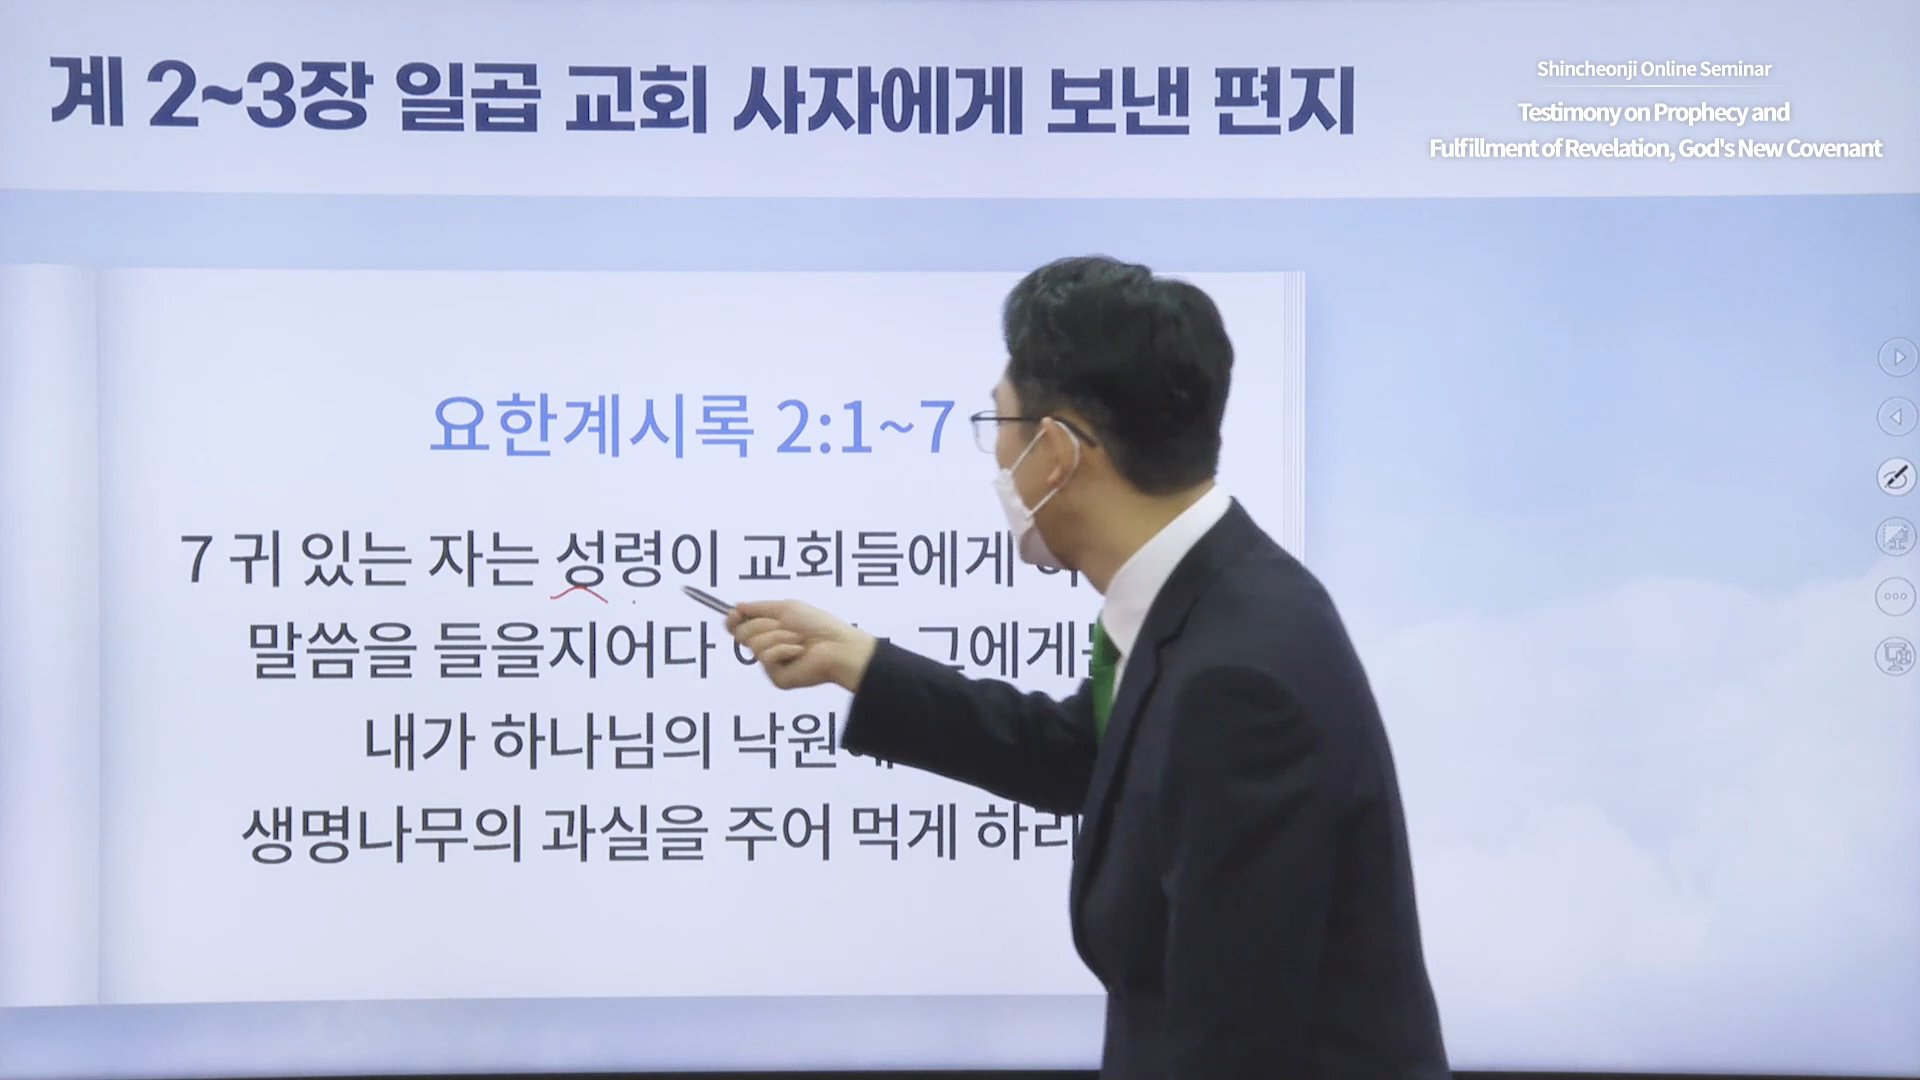 계 2~3장 일곱 교회 사자에게 보낸 편지
Shincheonji Online Seminar
Testimony on Prophecy and
Fulfillment of Revelation, God's New Covenant
요한계시록 2:1~7
7 귀 있는 자는 성령이 교회들에게
말씀을 들을지어다 그에게
내가 하나님의 낙원에
생명나무의 과실을 주어 먹게 하리